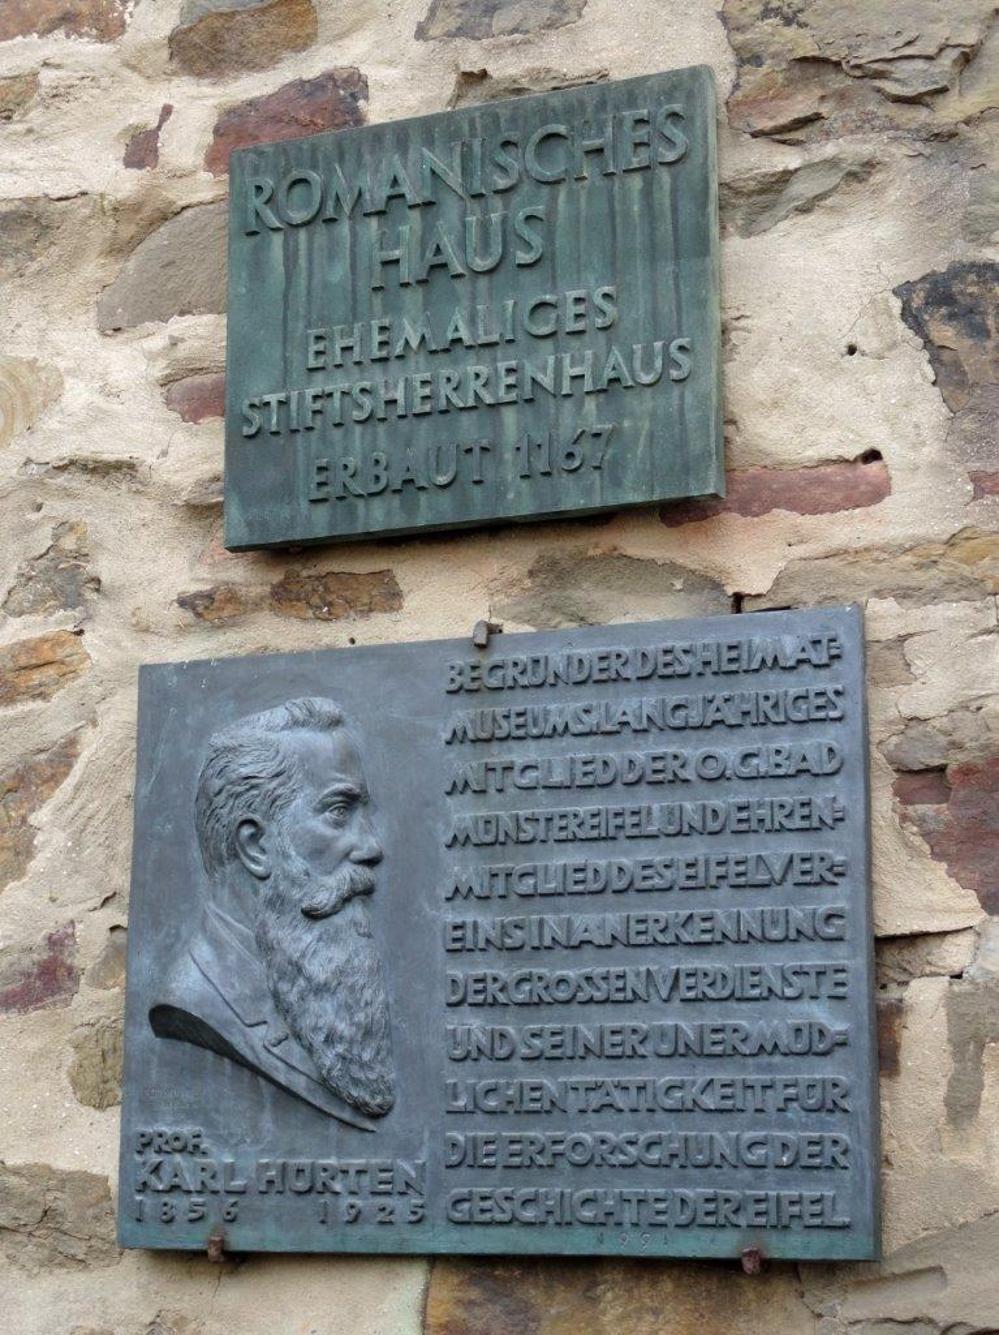 ROMANISCHES
HAUS
EHEMALIGES
STIFTSHERRENHAUS
ERBAUT 1167
BEGRÜNDER DES HEIMAT=
MUSEUMS LANGJÄHRIGES
MITGLIED DER O.G. BAD
MÜNSTEREIFEL UND EHREN=
MITGLIED DES EIFELVER=
EINS IN ANERKENNUNG
DER GROSSEN VERDIENSTE
UND SEINER UNERMÜD=
LICHEN TÄTIGKEIT FÜR
DIE ERFORSCHUNG DER
GESCHICHTE DER EIFEL
PROF.
KARL HÜRTEN
1856 1925